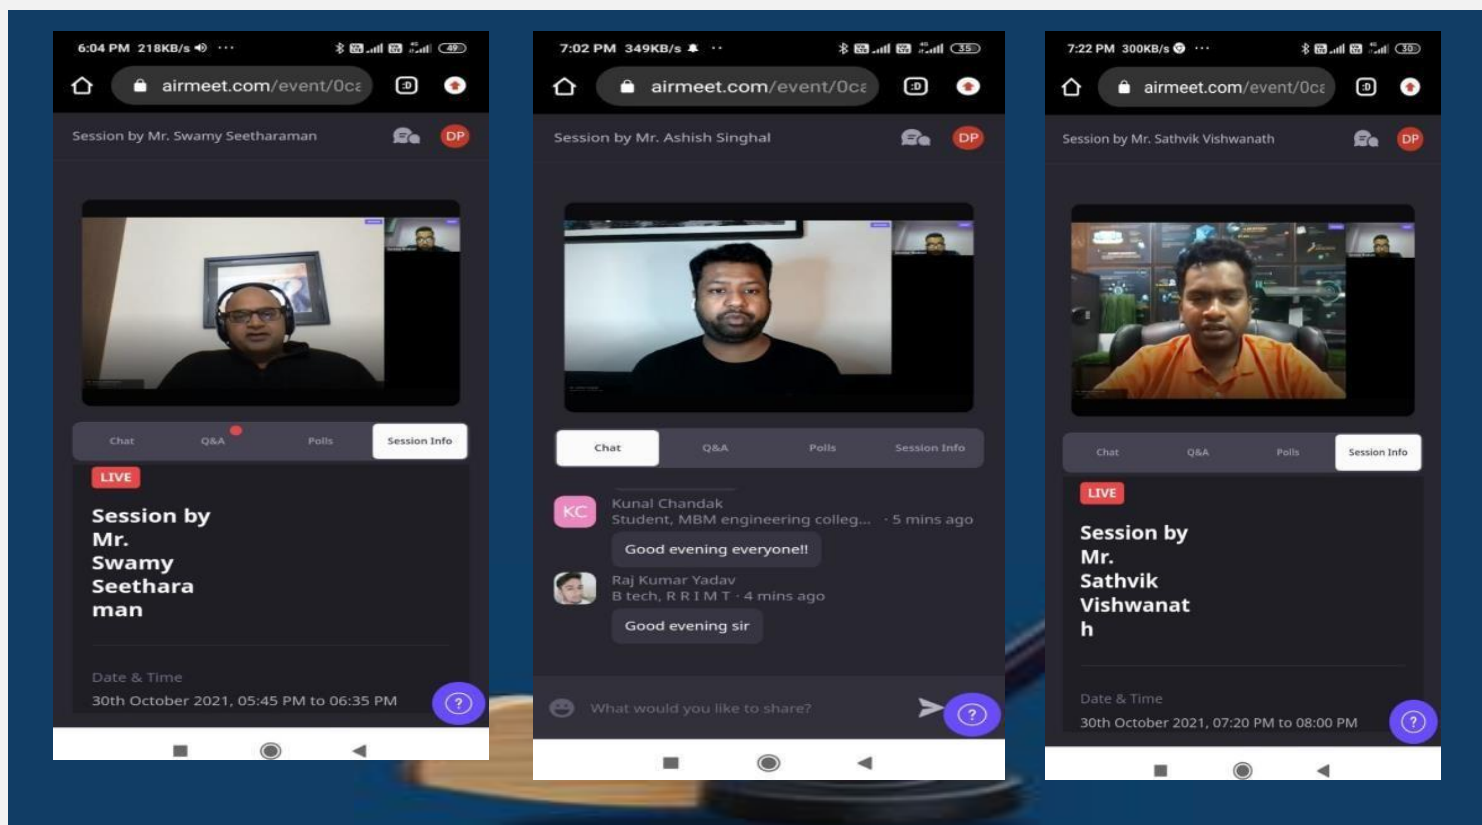 6:04 PM 218KB/s ···
49
airmeet.com/event/0ca
:D
Session by Mr. Swamy Seetharaman
DP
Chat Q&A Polls Session Info
LIVE
Session by
Mr.
Swamy
Seethara
man
Date & Time
30th October 2021, 05:45 PM to 06:35 PM
?
7:02 PM 349KB/s ··
35
airmeet.com/event/0ca
:D
Session by Mr. Ashish Singhal
DP
Chat Q&A Polls Session Info
KC
Kunal Chandak
Student, MBM engineering colleg... · 5 mins ago
Good evening everyone!!
Raj Kumar Yadav
B tech, R R I M T · 4 mins ago
Good evening sir
What would you like to share?
?
7:22 PM 300KB/s ···
30
airmeet.com/event/0ca
:D
Session by Mr. Sathvik Vishwanath
DP
Chat Q&A Polls Session Info
LIVE
Session by
Mr.
Sathvik
Vishwanat
h
Date & Time
30th October 2021, 07:20 PM to 08:00 PM
?